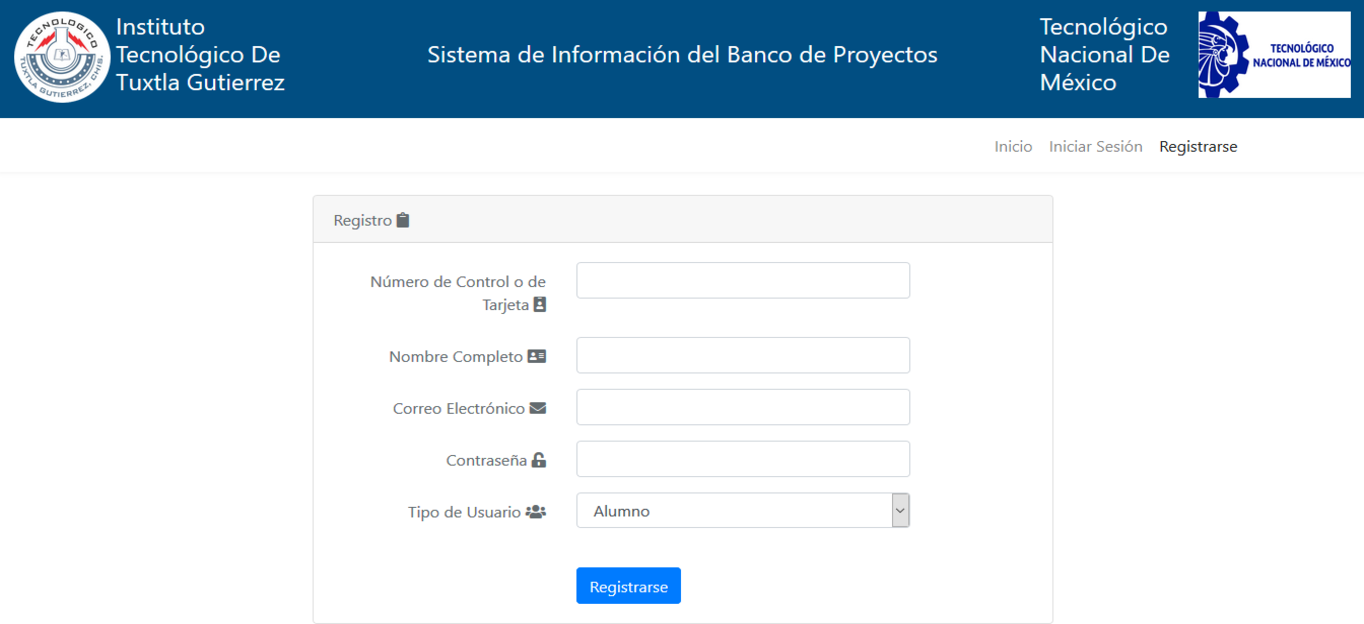 TECNOLOGICO
TUXTLA GUTIERREZ, CHIS.
Instituto
Tecnológico De
Tuxtla Gutierrez
Sistema de Información del Banco de Proyectos
Tecnológico
Nacional De
México
TECNOLÓGICO
NACIONAL DE MÉXICO
Inicio Iniciar Sesión Registrarse
Registro
Número de Control o de
Tarjeta
Nombre Completo
Correo Electrónico
Contraseña
Tipo de Usuario
Alumno
Registrarse